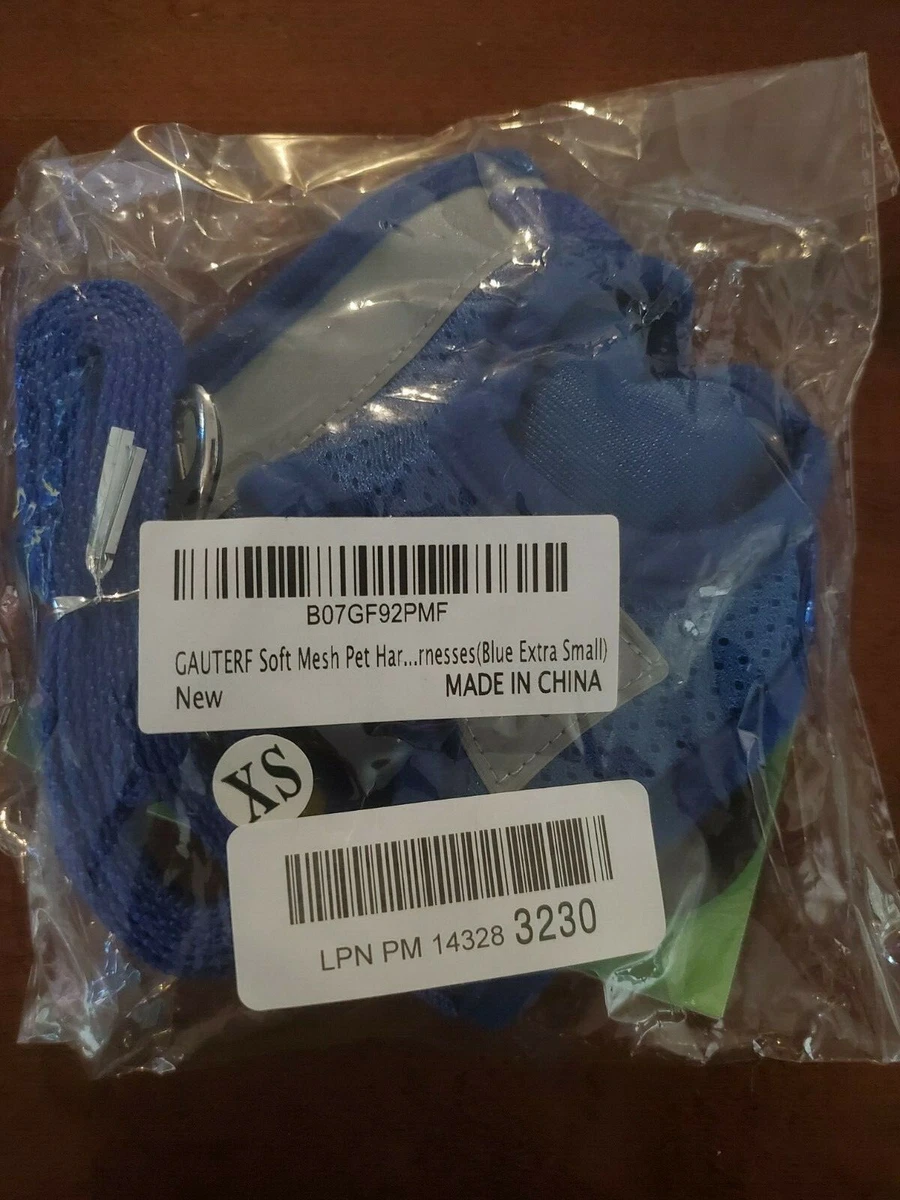 B07GF92PMF
GAUTERF Soft Mesh Pet Har...rnesses(Blue Extra Small)
New MADE IN CHINA
XS
LPN PM 14328 3230